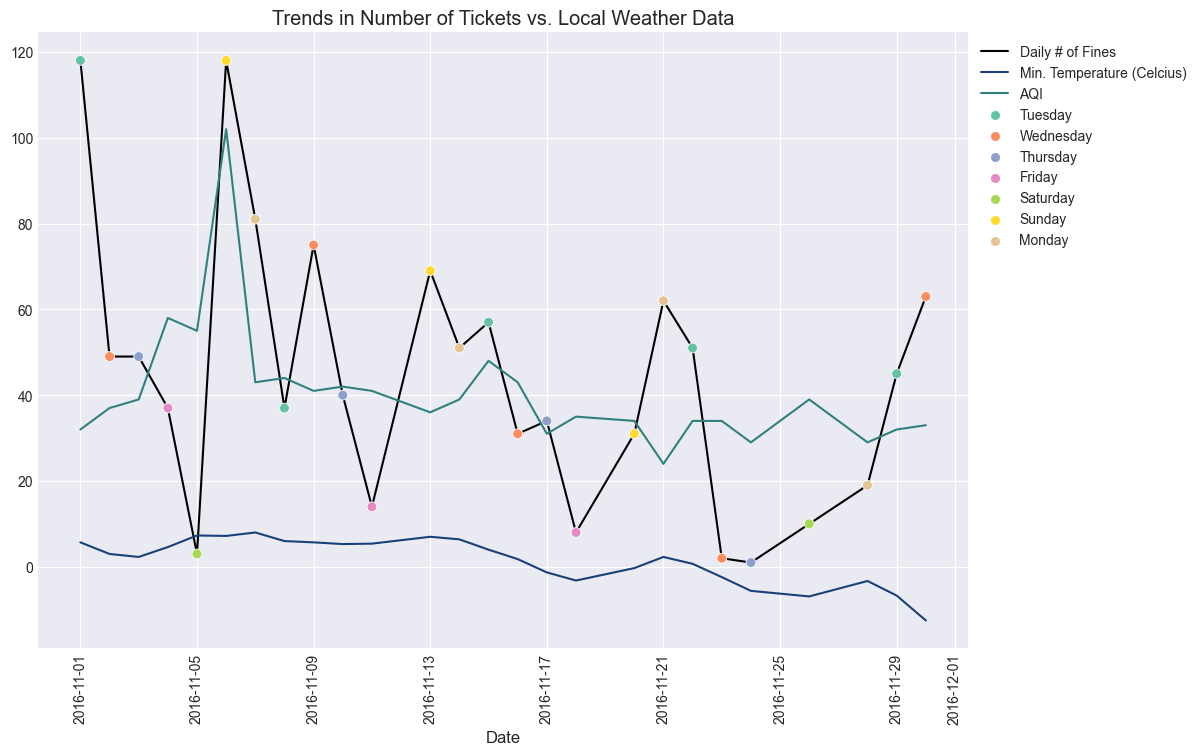 Trends in Number of Tickets vs. Local Weather Data
Daily # of Fines
Min. Temperature (Celcius)
AQI
Tuesday
Wednesday
Thursday
Friday
Saturday
Sunday
Monday
120
100
80
60
40
20
0
2016-11-01
2016-11-05
2016-11-09
2016-11-13
2016-11-17
2016-11-21
2016-11-25
2016-11-29
2016-12-01
Date